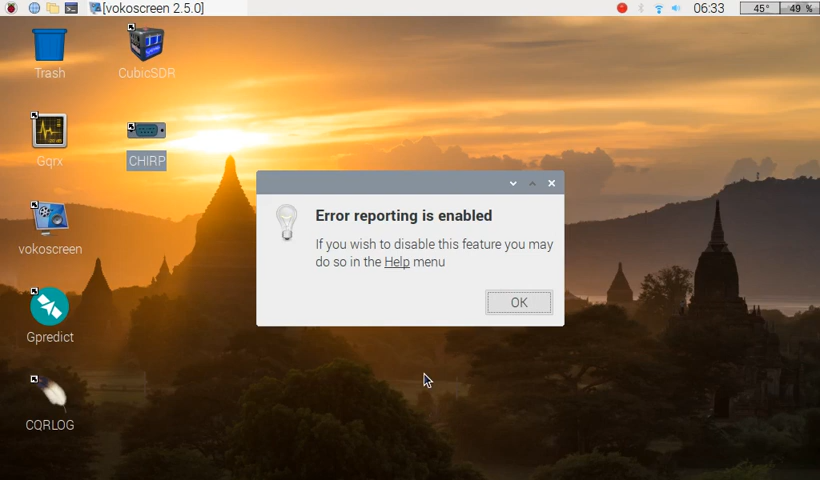 [vokoscreen 2.5.0]
06:33
45°
49 %
Trash
CubicSDR
Gqrx
CHIRP
vokoscreen
Gpredict
CQRLOG
Error reporting is enabled
If you wish to disable this feature you may
do so in the Help menu
OK